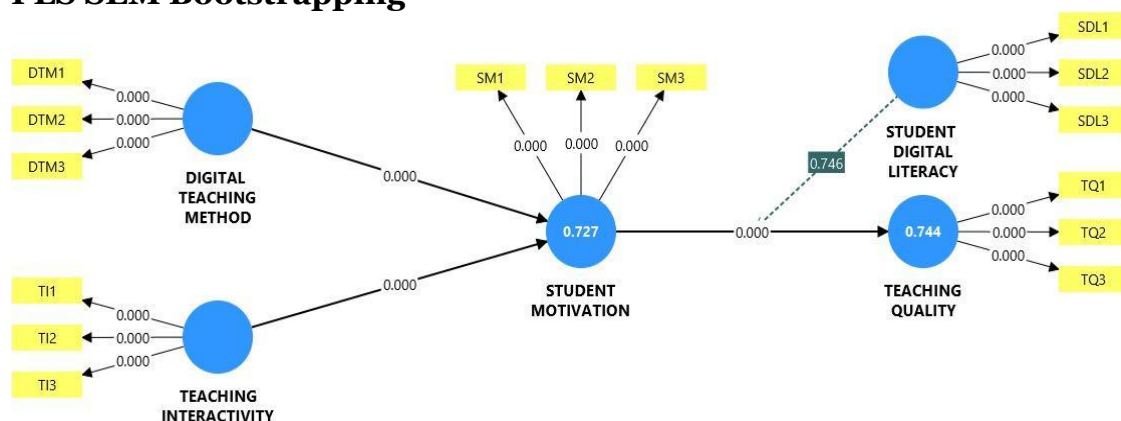 PLS SEM Bootstrapping
DTM1
DTM2
DTM3
0.000
0.000
0.000
DIGITAL
TEACHING
METHOD
0.000
TI1
TI2
TI3
0.000
0.000
0.000
TEACHING
INTERACTIVITY
0.000
SM1
SM2
SM3
0.000
0.000
0.000
0.727
STUDENT
MOTIVATION
0.000
0.746
SDL1
SDL2
SDL3
0.000
0.000
0.000
STUDENT
DIGITAL
LITERACY
TQ1
TQ2
TQ3
0.000
0.000
0.000
0.744
TEACHING
QUALITY